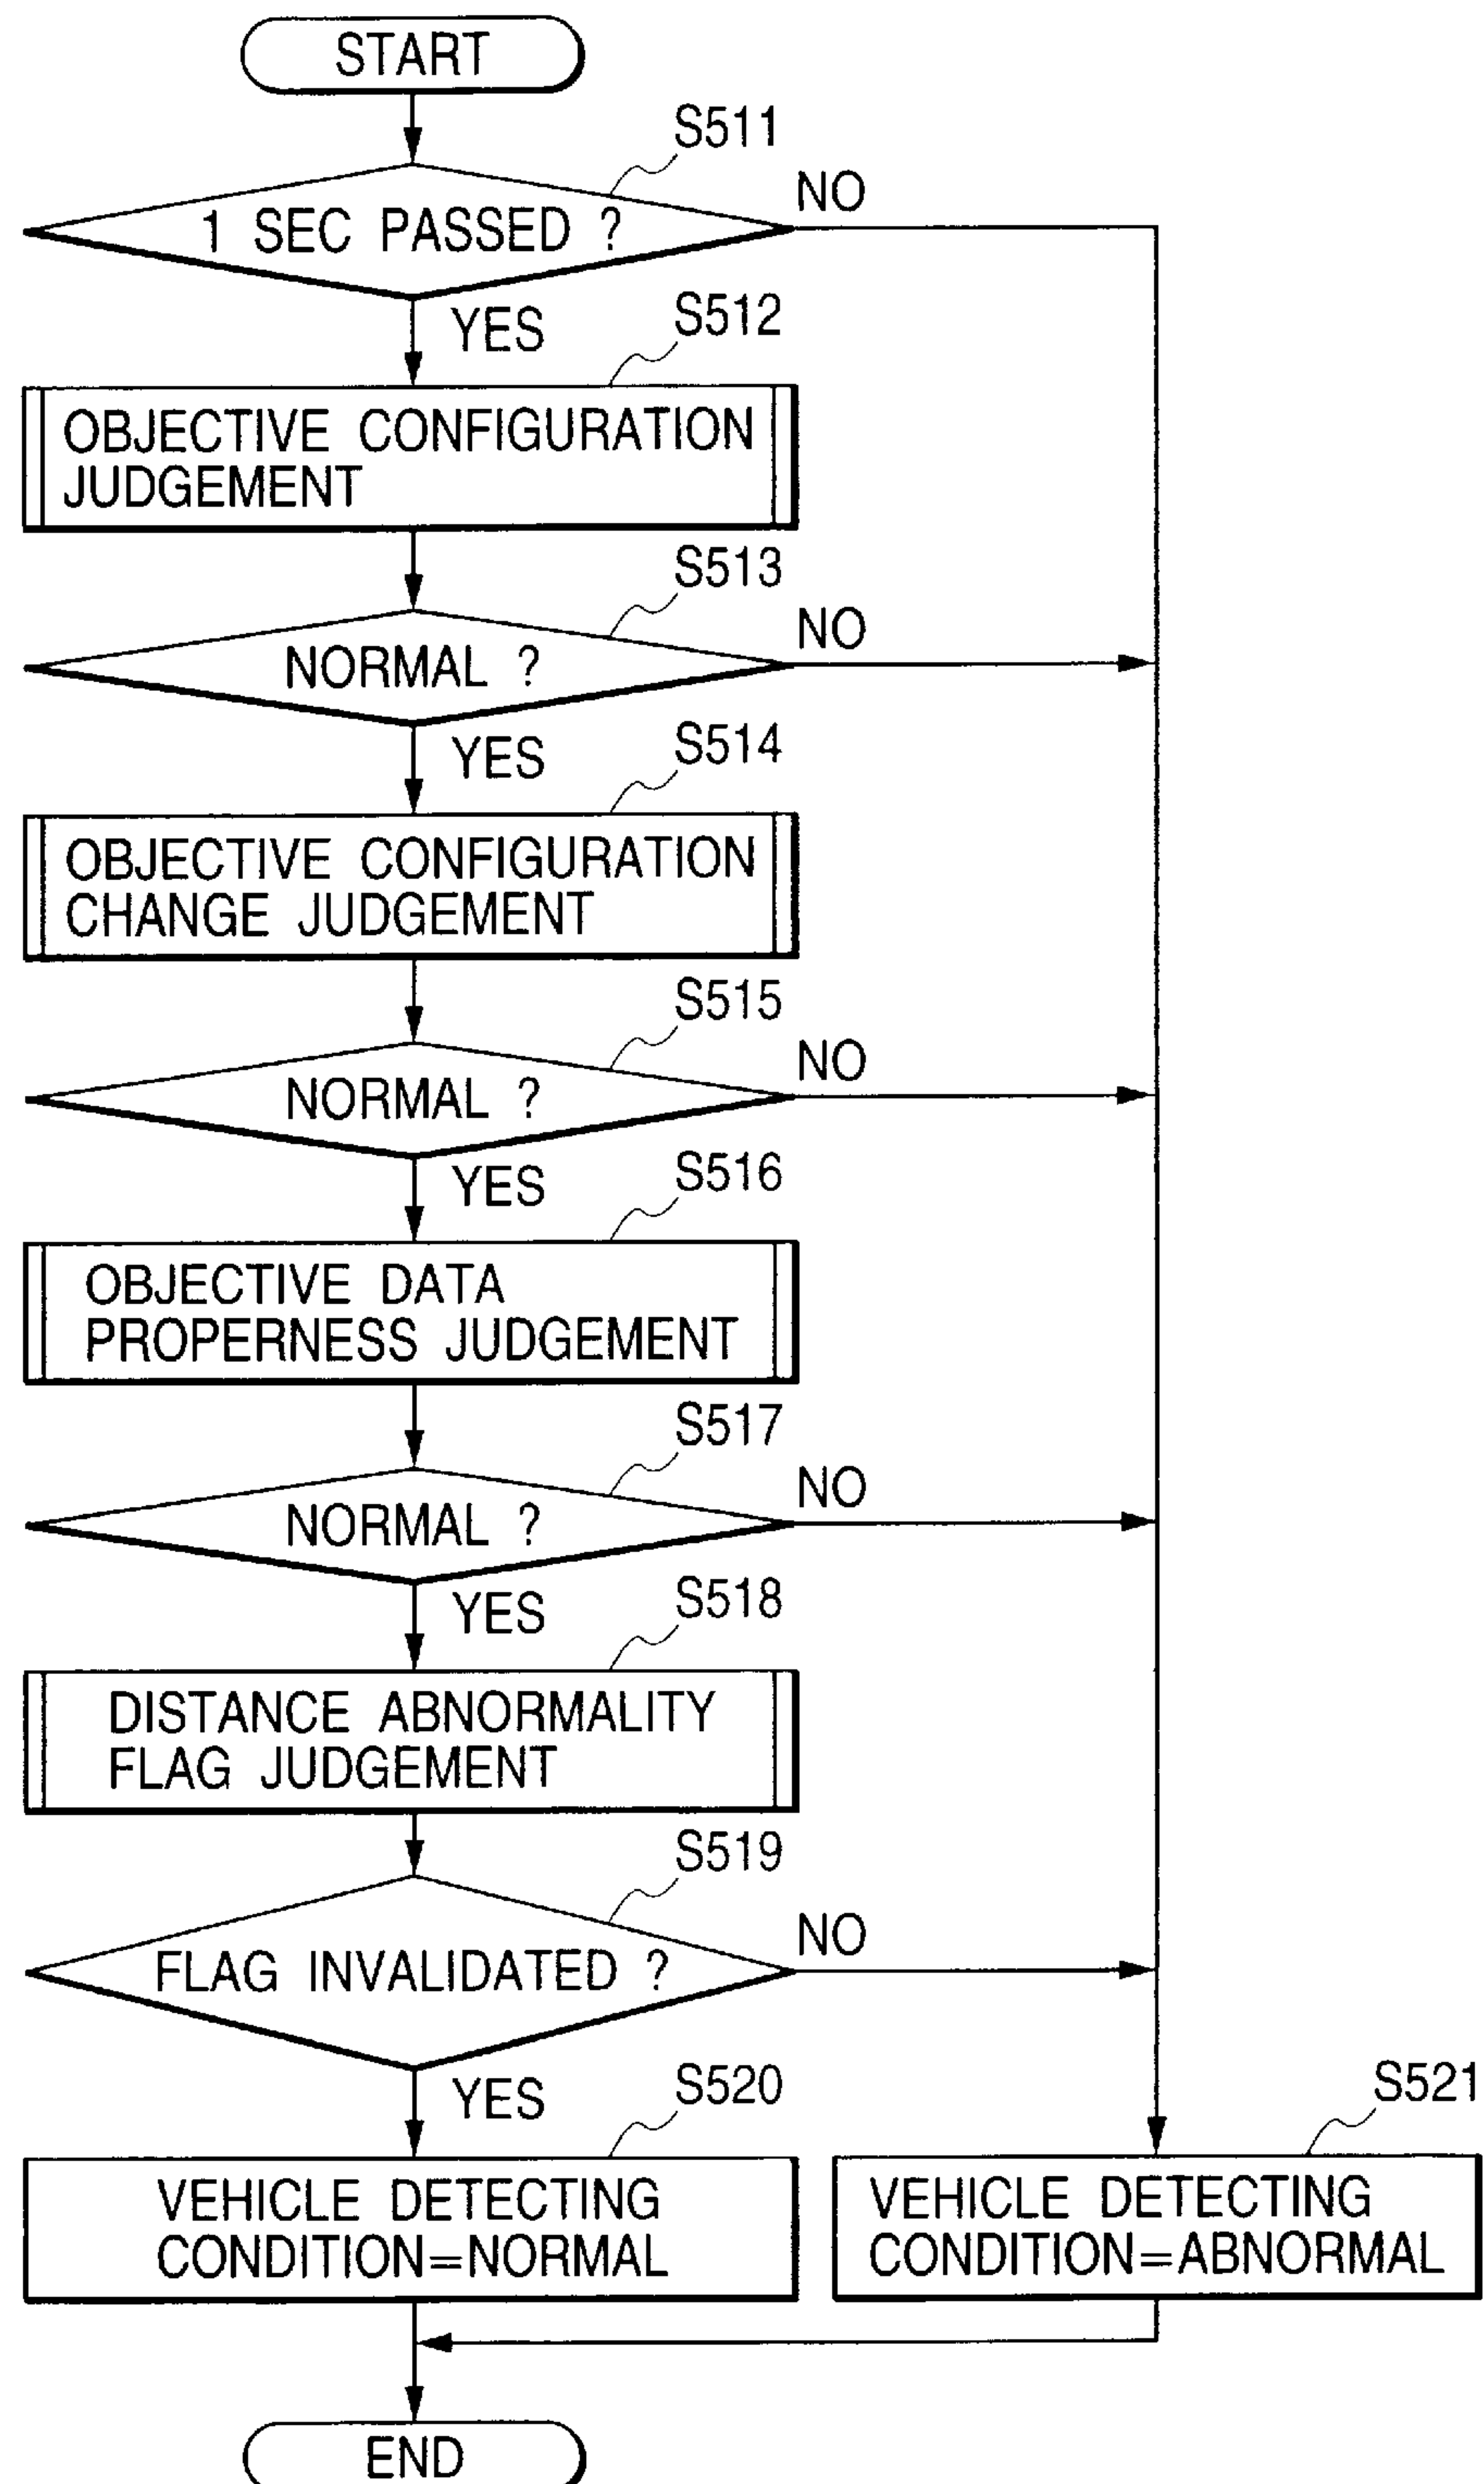 START
S511
1 SEC PASSED ?
NO
YES
S512
OBJECTIVE CONFIGURATION
JUDGEMENT
S513
NORMAL ?
NO
YES
S514
OBJECTIVE CONFIGURATION
CHANGE JUDGEMENT
S515
NORMAL ?
NO
YES
S516
OBJECTIVE DATA
PROPERNESS JUDGEMENT
S517
NORMAL ?
NO
YES
S518
DISTANCE ABNORMALITY
FLAG JUDGEMENT
S519
FLAG INVALIDATED ?
NO
YES
S520
VEHICLE DETECTING
CONDITION=NORMAL
S521
VEHICLE DETECTING
CONDITION=ABNORMAL
END